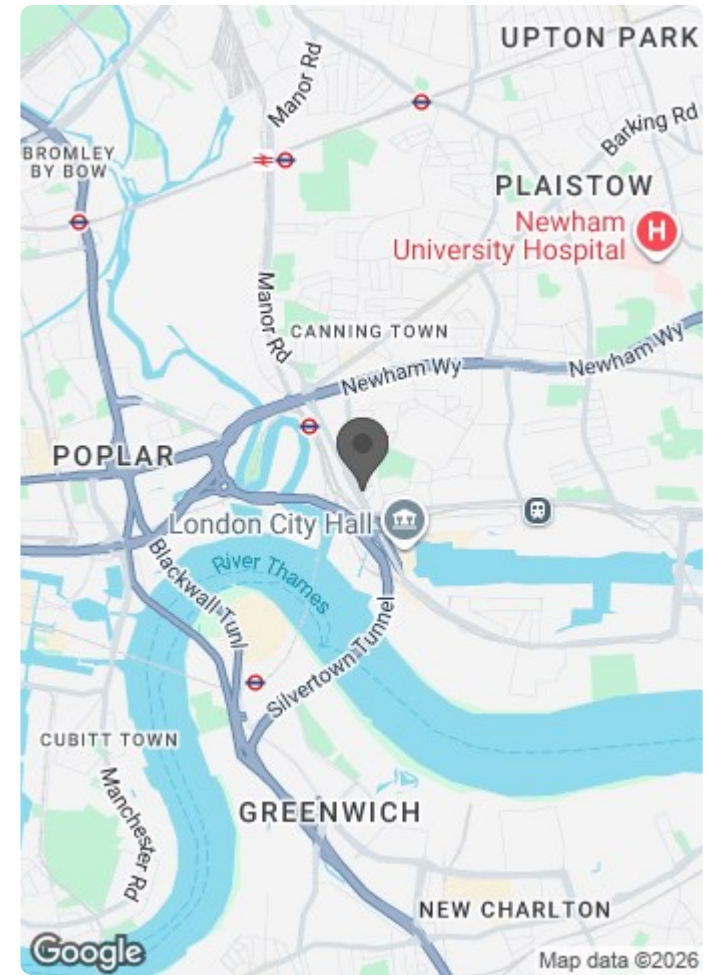 UPTON PARK
Manor Rd
Barking Rd
BROMLEY
BY BOW
PLAISTOW
Newham
University Hospital
H
Manor Rd
CANNING TOWN
Newham Wy
Newham Wy
POPLAR
London City Hall
River Thames
Blackwall Tunl
Silvertown Tunnel
CUBITT TOWN
Manchester Rd
GREENWICH
NEW CHARLTON
Google
Map data ©2026